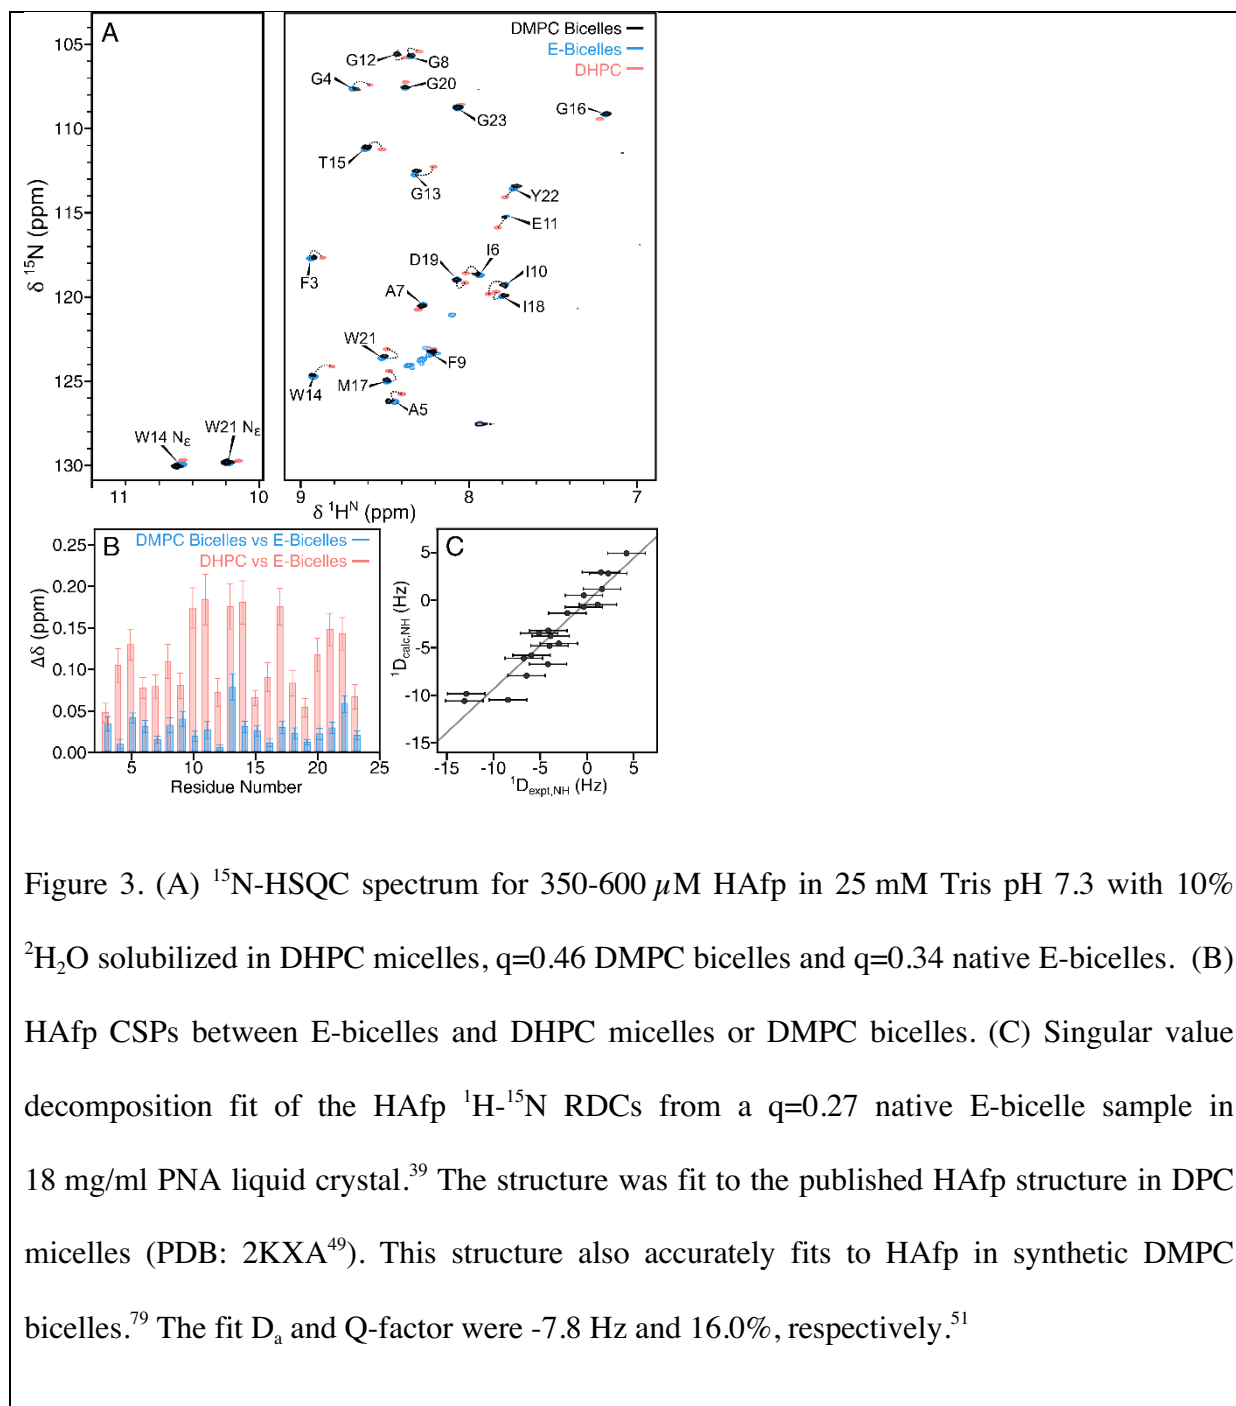 A
DMPC Bicelles
E-Bicelles
DHPC
G12
G8
G4
G20
G23
G16
T15
G13
Y22
E11
D19
I6
I10
F3
A7
I18
W21
F9
W14
M17
A5
W14 Nε
W21 Nε
105
110
115
120
125
130
δ ¹⁵N (ppm)
11
10
9
8
7
δ ¹Hᴺ (ppm)
B
DMPC Bicelles vs E-Bicelles
DHPC vs E-Bicelles
0.25
0.20
0.15
0.10
0.05
0.00
Δδ (ppm)
5
10
15
20
25
Residue Number
C
5
0
-5
-10
-15
¹D_calc,NH (Hz)
-15
-10
-5
0
5
¹D_expt,NH (Hz)
Figure 3. (A) ¹⁵N-HSQC spectrum for 350-600 µM HAfp in 25 mM Tris pH 7.3 with 10%
²H₂O solubilized in DHPC micelles, q=0.46 DMPC bicelles and q=0.34 native E-bicelles. (B)
HAfp CSPs between E-bicelles and DHPC micelles or DMPC bicelles. (C) Singular value
decomposition fit of the HAfp ¹H-¹⁵N RDCs from a q=0.27 native E-bicelle sample in
18 mg/ml PNA liquid crystal.³⁹ The structure was fit to the published HAfp structure in DPC
micelles (PDB: 2KXA⁴⁹). This structure also accurately fits to HAfp in synthetic DMPC
bicelles.⁷⁹ The fit Dₐ and Q-factor were -7.8 Hz and 16.0%, respectively.⁵¹